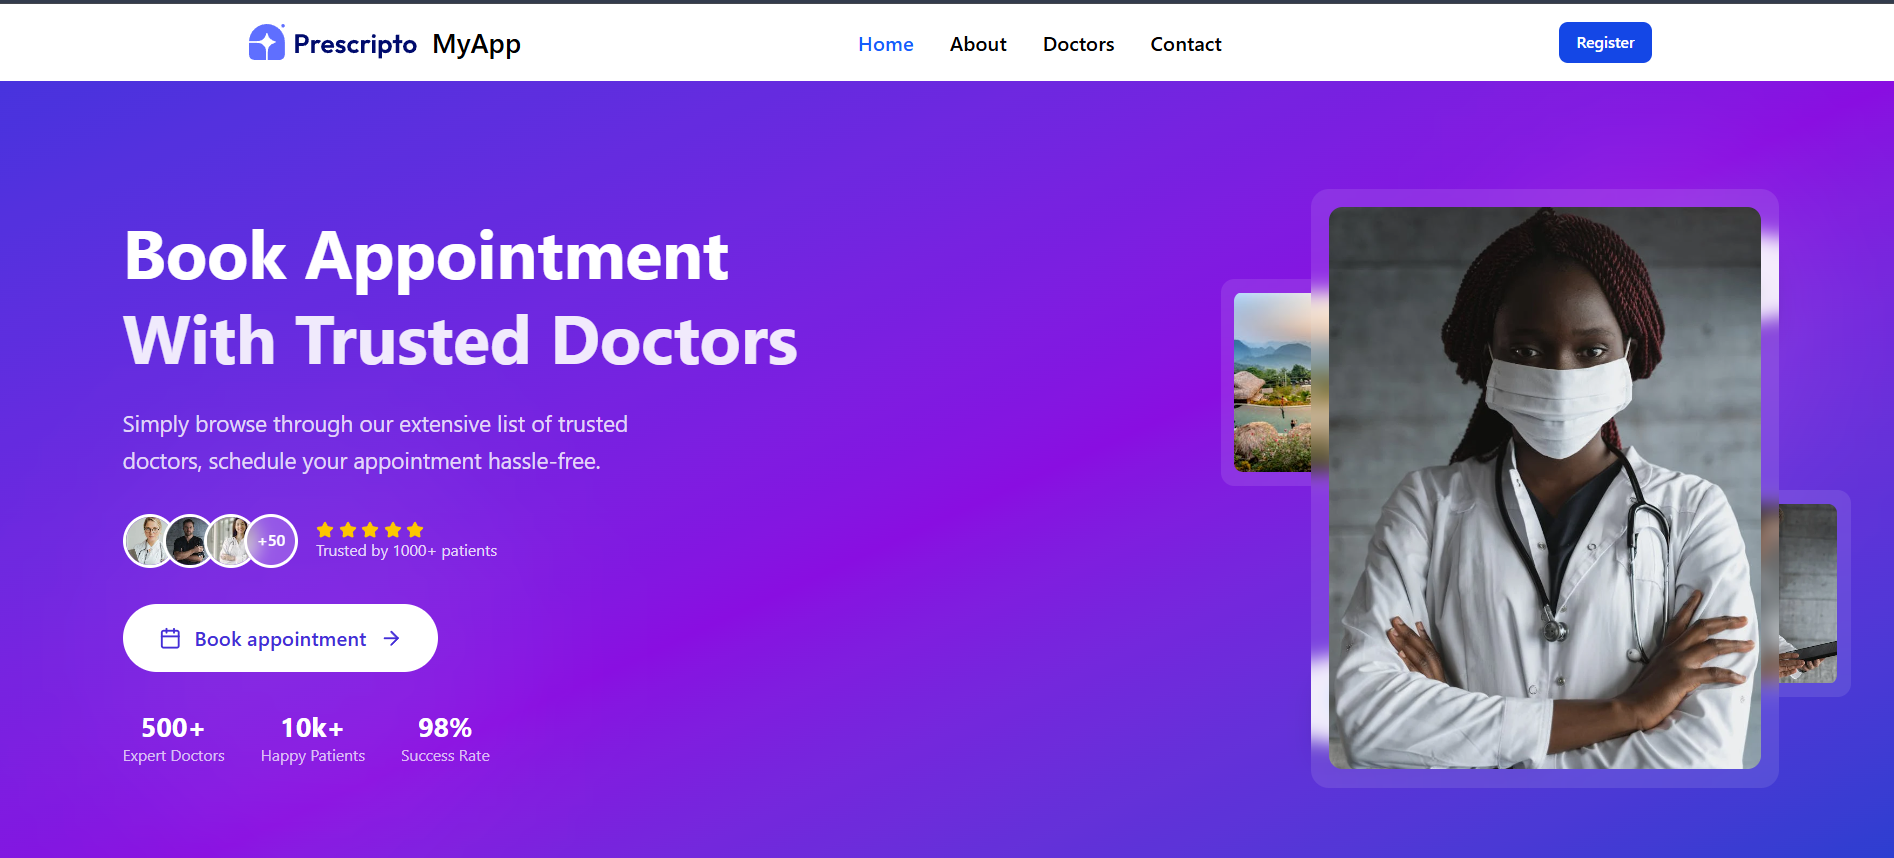 Prescripto MyApp Home About Doctors Contact Register
Book Appointment
With Trusted Doctors
Simply browse through our extensive list of trusted
doctors, schedule your appointment hassle-free.
+50
Trusted by 1000+ patients
Book appointment
500+ 10k+ 98%
Expert Doctors Happy Patients Success Rate